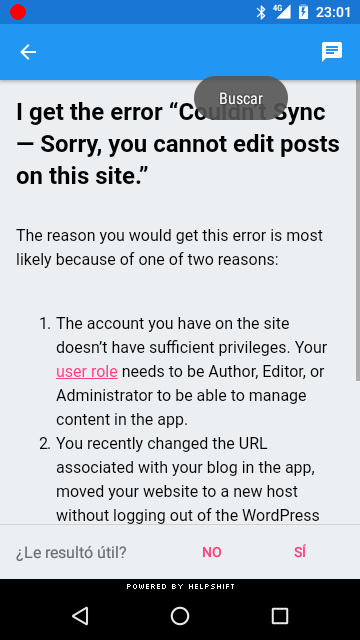 4G 23:01
Buscar
I get the error “Couldn’t Sync
— Sorry, you cannot edit posts
on this site.”
The reason you would get this error is most
likely because of one of two reasons:
1. The account you have on the site
doesn’t have sufficient privileges. Your
user role needs to be Author, Editor, or
Administrator to be able to manage
content in the app.
2. You recently changed the URL
associated with your blog in the app,
moved your website to a new host
without logging out of the WordPress
¿Le resultó útil? NO SÍ
POWERED BY HELPSHIFT